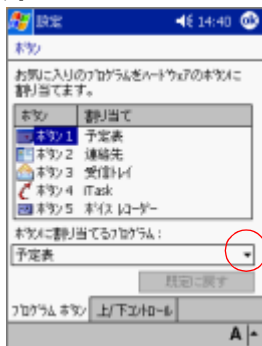 設定 14:40 ok
ボタン
お気に入りのプログラムをハードウェアのボタンに
割り当てます。
ボタン 割り当て
ボタン 1 予定表
ボタン 2 連絡先
ボタン 3 受信トレイ
ボタン 4 iTask
ボタン 5 ボイス レコーダー
ボタンに割り当てるプログラム：
予定表
既定に戻す
プログラム ボタン 上/下コントロール
A